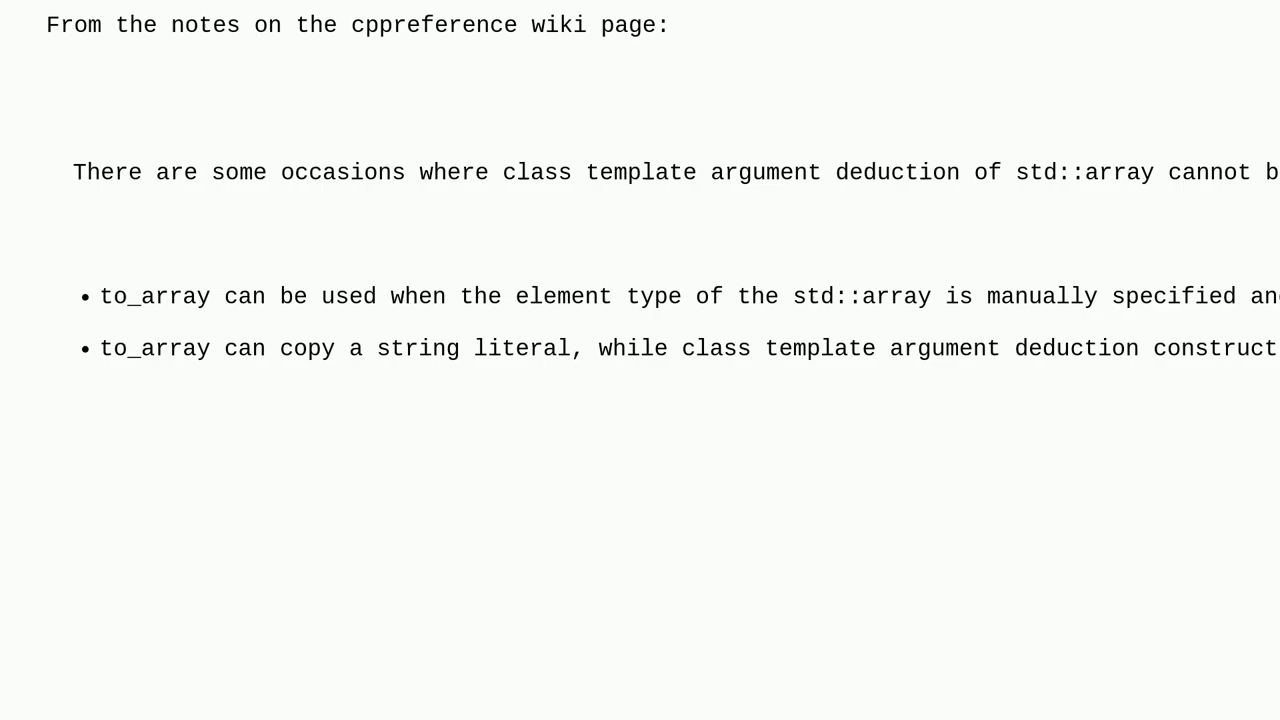 From the notes on the cppreference wiki page:
There are some occasions where class template argument deduction of std::array cannot
• to_array can be used when the element type of the std::array is manually specified
• to_array can copy a string literal, while class template argument deduction